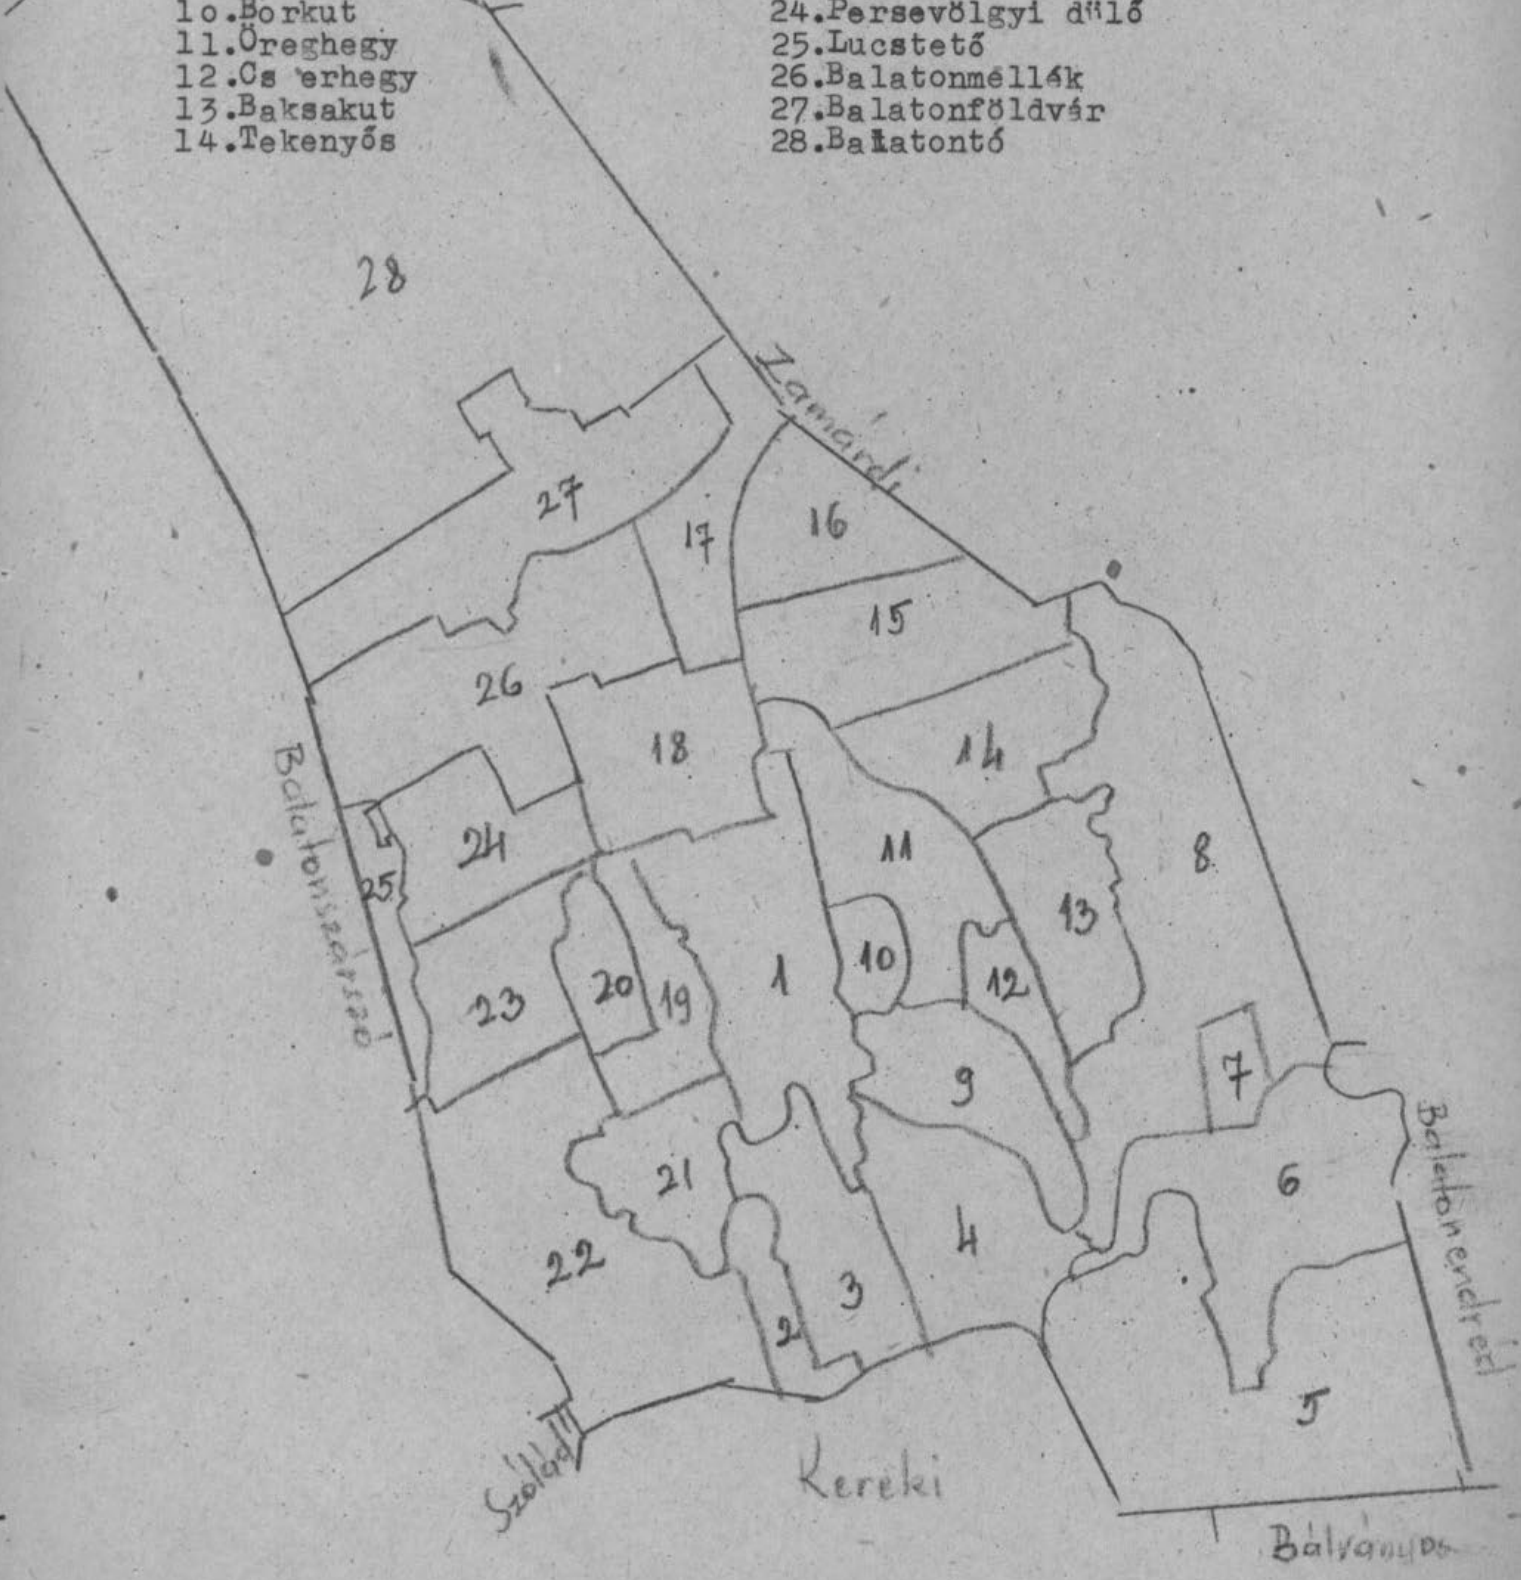 10.Borkut
11.Öreghegy
12.Cs erhegy
13.Baksakut
14.Tekenyős
24.Persevölgyi dűlő
25.Lucstető
26.Balatonmellék
27.Balatonföldvár
28.Balatontó
28
Zamárdi
27
17
16
15
26
18
14
Balatonszárszó
24
25
11
8
13
23
20
19
1
10
12
9
7
21
6
Balatonendréd
22
4
3
2
5
Szólád
Kereki
Bálványos